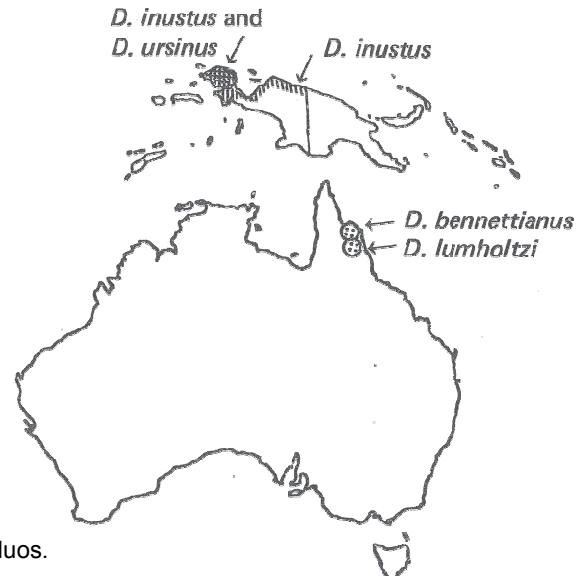 D. inustus and
D. ursinus
D. inustus
D. bennettianus
D. lumholtzi
luos.